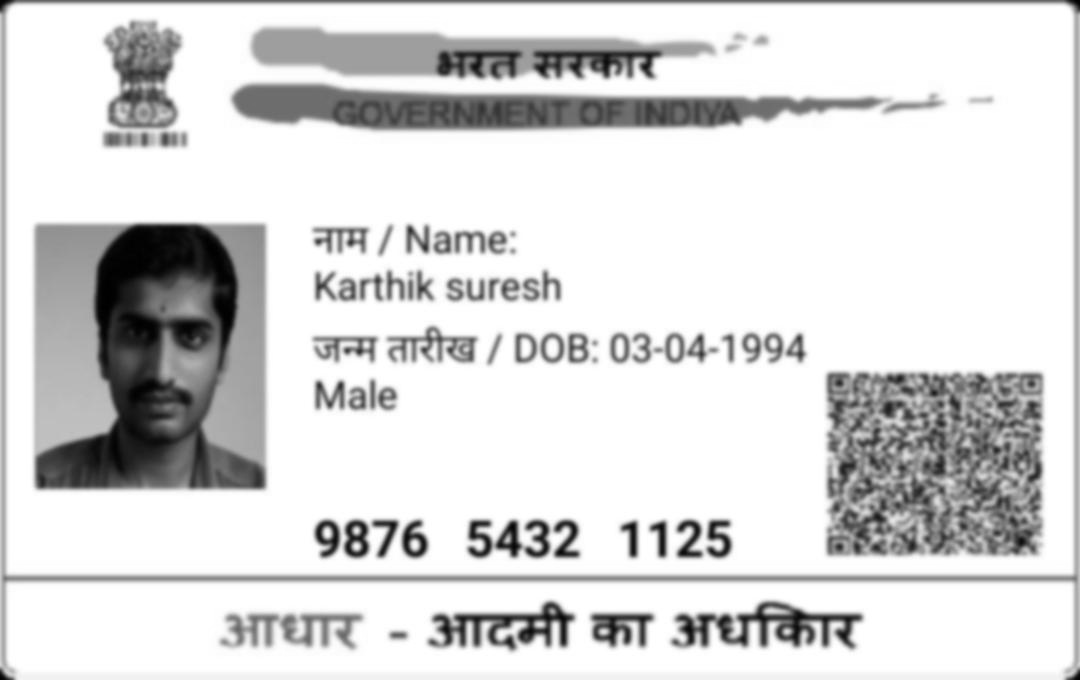 भरत सरकार
GOVERNMENT OF INDIYA
नाम / Name:
Karthik suresh
जन्म तारीख / DOB: 03-04-1994
Male
9876 5432 1125
आधार - आदमी का अधकिार